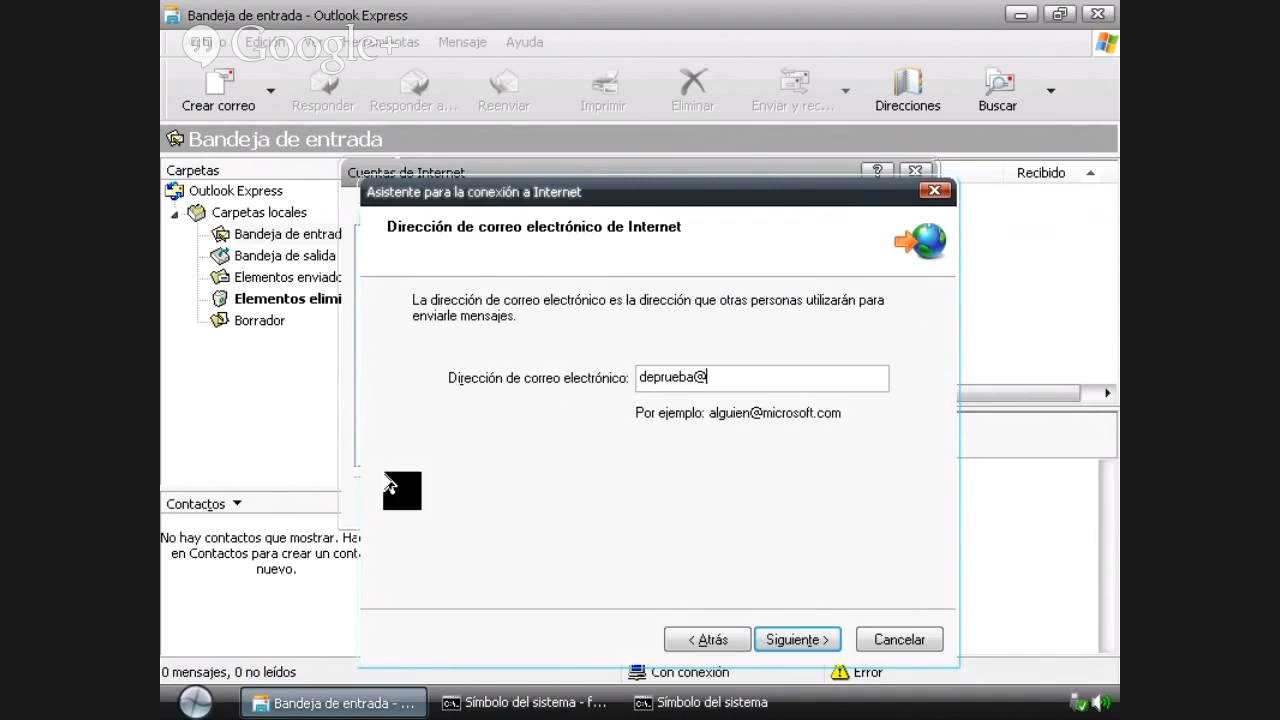 Bandeja de entrada - Outlook Express
Edición Herramientas Mensaje Ayuda
Google+
Crear correo Responder Responder a... Reenviar Imprimir Eliminar Enviar y rec... Direcciones Buscar
Bandeja de entrada
Carpetas
Outlook Express
Carpetas locales
Bandeja de entrad
Bandeja de salida
Elementos enviado
Elementos elimi
Borrador
Cuentas de Internet
Recibido
Asistente para la conexión a Internet
Dirección de correo electrónico de Internet
La dirección de correo electrónico es la dirección que otras personas utilizarán para
enviarle mensajes.
Dirección de correo electrónico: deprueba@
Por ejemplo: alguien@microsoft.com
< Atrás Siguiente > Cancelar
Contactos
No hay contactos que mostrar. Ha
en Contactos para crear un cont
nuevo.
0 mensajes, 0 no leídos Con conexión Error
Bandeja de entrada - ... Símbolo del sistema - f... Símbolo del sistema